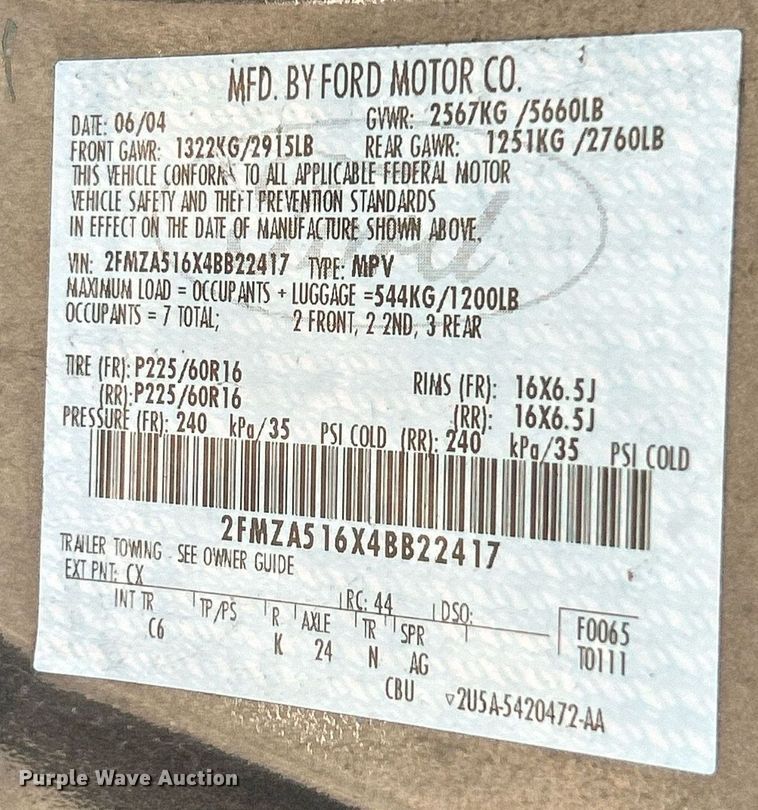 MFD. BY FORD MOTOR CO.
DATE: 06/04 GVWR: 2567KG /5660LB
FRONT GAWR: 1322KG/2915LB REAR GAWR: 1251KG /2760LB
THIS VEHICLE CONFORMS TO ALL APPLICABLE FEDERAL MOTOR
VEHICLE SAFETY AND THEFT PREVENTION STANDARDS
IN EFFECT ON THE DATE OF MANUFACTURE SHOWN ABOVE.
Ford
VIN: 2FMZA516X4BB22417 TYPE: MPV
MAXIMUM LOAD = OCCUPANTS + LUGGAGE =544KG/1200LB
OCCUPANTS = 7 TOTAL; 2 FRONT, 2 2ND, 3 REAR
TIRE (FR): P225/60R16 RIMS (FR): 16X6.5J
(RR): P225/60R16 (RR): 16X6.5J
PRESSURE (FR): 240 kPa/35 PSI COLD (RR): 240 kPa/35 PSI COLD
2FMZA516X4BB22417
TRAILER TOWING - SEE OWNER GUIDE
EXT PNT: CX RC: 44 DSO:
INT TR TP/PS R AXLE TR SPR F0065
C6 K 24 N AG T0111
CBU ▽2U5A-5420472-AA
Purple Wave Auction